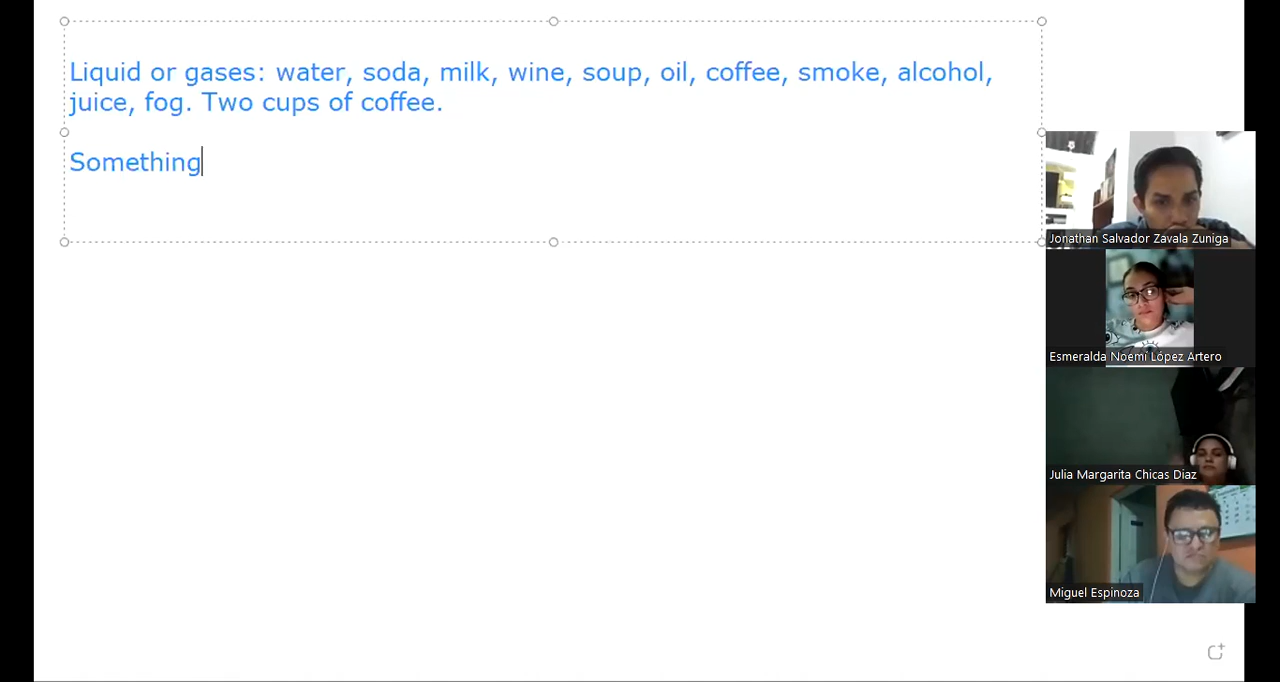 Liquid or gases: water, soda, milk, wine, soup, oil, coffee, smoke, alcohol,
juice, fog. Two cups of coffee.
Something
Jonathan Salvador Zavala Zuniga
Esmeralda Noemí López Artero
Julia Margarita Chicas Diaz
Miguel Espinoza